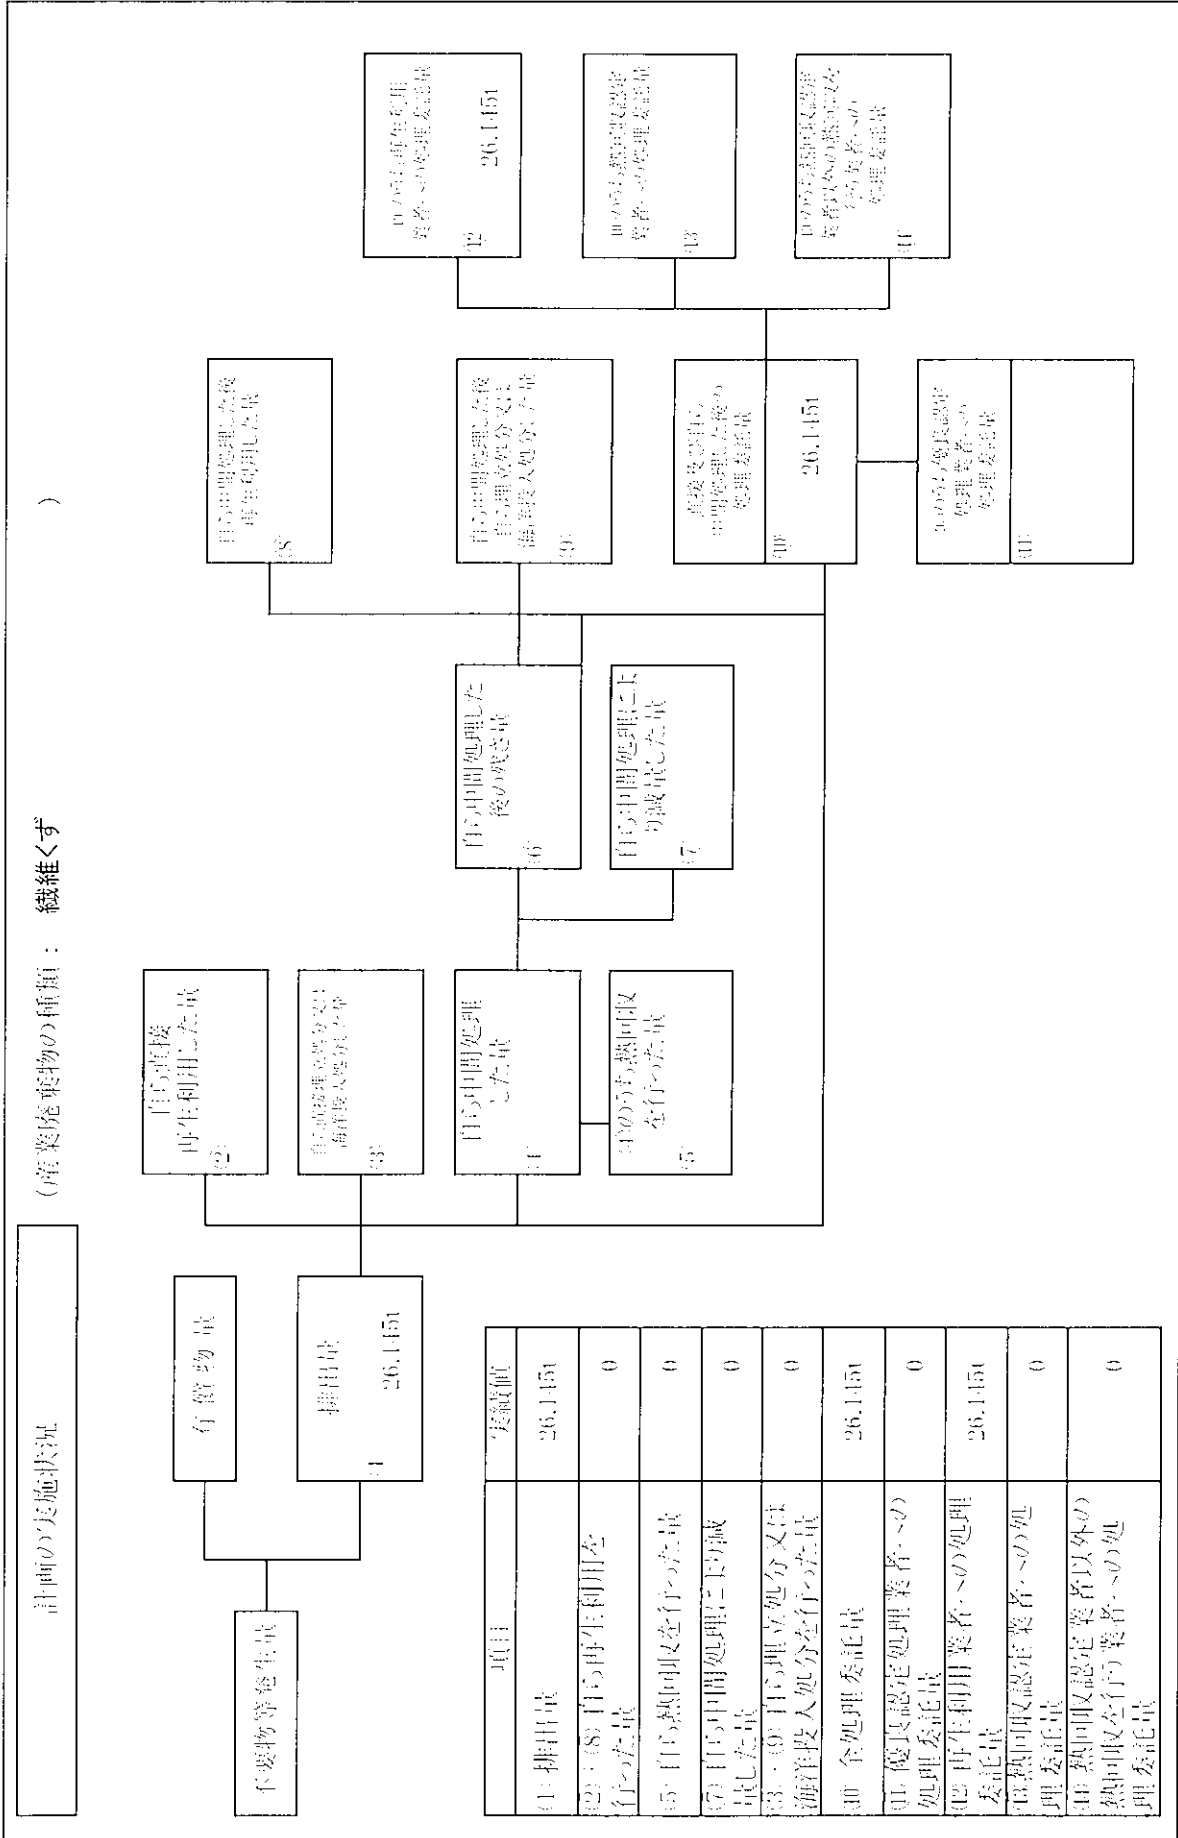 計画の実施状況
(産業廃棄物の種類： 繊維くず
)
不要物等発生量
有償物量
排出量
① 26.145t
自ら直接
再生利用した量
②
自ら直接埋立処分又は
海洋投入処分した量
③
自ら中間処理
した量
④
④のうち熱回収
を行った量
⑤
自ら中間処理した
後の残さ量
⑥
自ら中間処理によ
り減量した量
⑦
自ら中間処理した後
再生利用した量
⑧
自ら中間処理した後
自ら埋立処分又は
海洋投入処分した量
⑨
直接及び自ら
中間処理した後の
処理委託量
⑩ 26.145t
⑩のうち優良認定
処理業者への
処理委託量
⑪
⑩のうち再生利用
業者への処理委託量
⑫ 26.145t
⑩のうち熱回収認定
業者への処理委託量
⑬
⑩のうち熱回収認定
業者以外の熱回収を
行う業者への
処理委託量
⑭
項目 実績値
①排出量 26.145t
②+⑧自ら再生利用を
行った量 0
⑤自ら熱回収を行った量 0
⑦自ら中間処理により減
量した量 0
③+⑨自ら埋立処分又は
海洋投入処分を行った量 0
⑩全処理委託量 26.145t
⑪優良認定処理業者への
処理委託量 0
⑫再生利用業者への処理
委託量 26.145t
⑬熱回収認定業者への処
理委託量 0
⑭熱回収認定業者以外の
熱回収を行う業者への処
理委託量 0